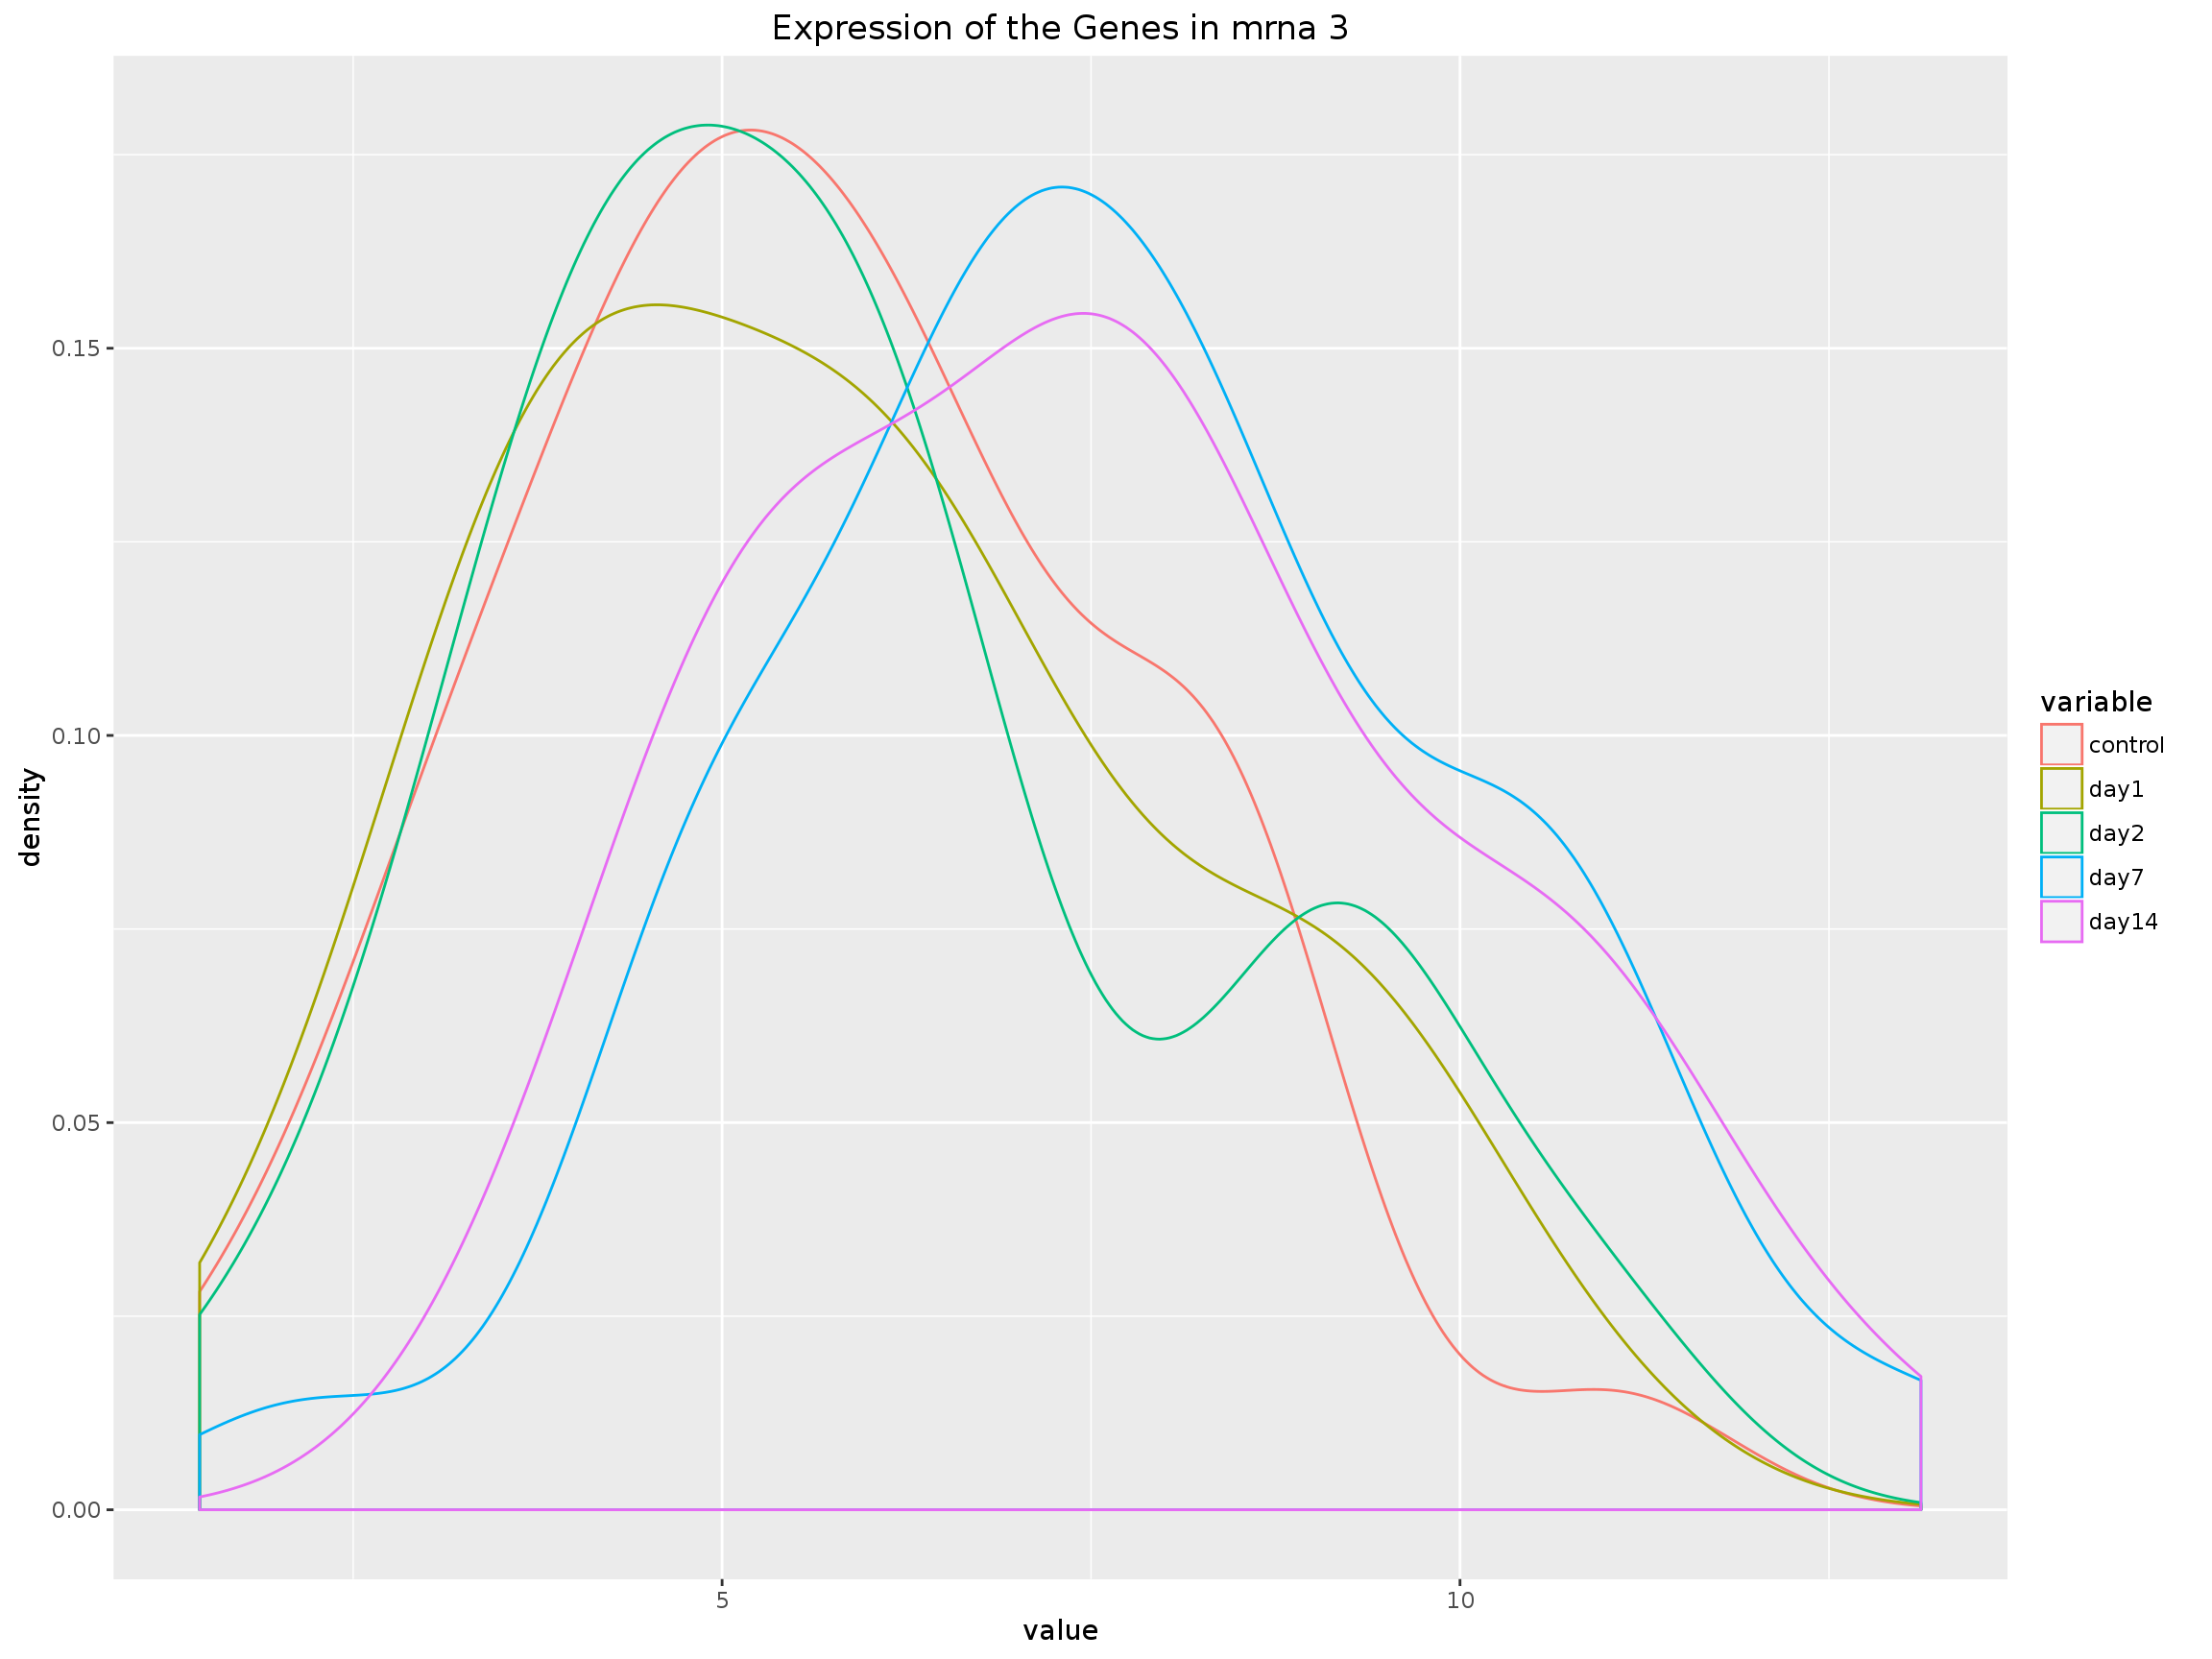 Expression of the Genes in mrna 3
density
0.15
0.10
0.05
0.00
5
10
value
variable
control
day1
day2
day7
day14